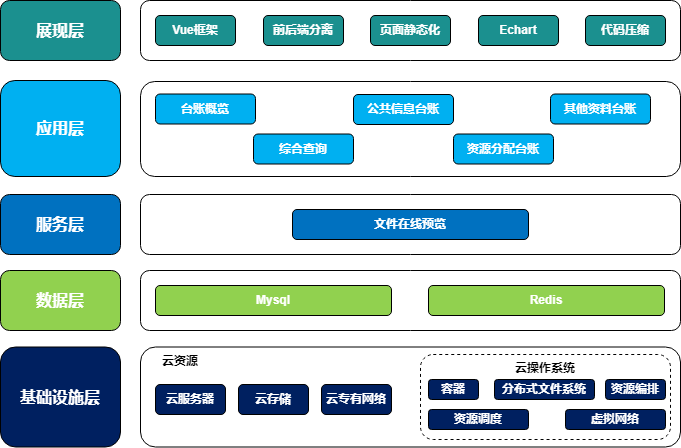 展现层
Vue框架
前后端分离
页面静态化
Echart
代码压缩
应用层
台账概览
公共信息台账
其他资料台账
综合查询
资源分配台账
服务层
文件在线预览
数据层
Mysql
Redis
基础设施层
云资源
云服务器
云存储
云专有网络
云操作系统
容器
分布式文件系统
资源编排
资源调度
虚拟网络